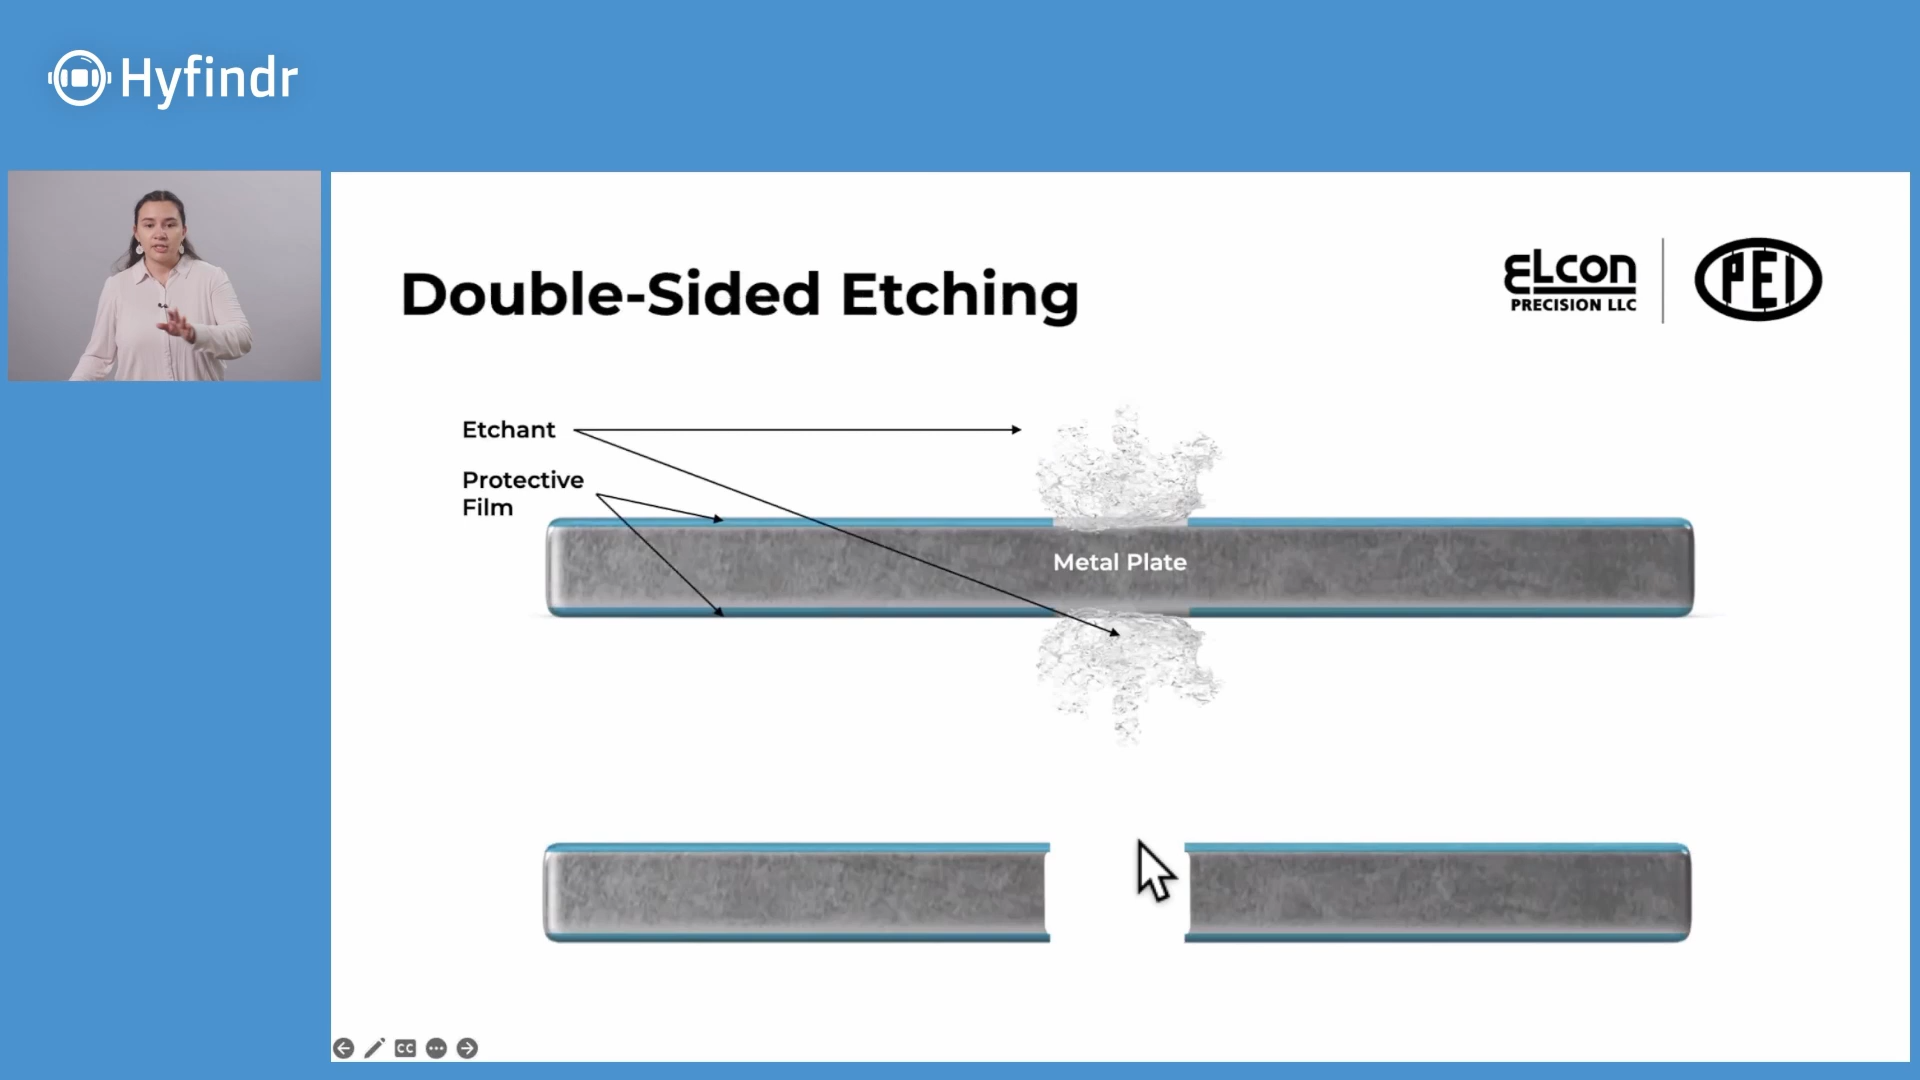 Hyfindr
Double-Sided Etching
ELCON
PRECISION LLC
PEI
Etchant
Protective
Film
Metal Plate
CC